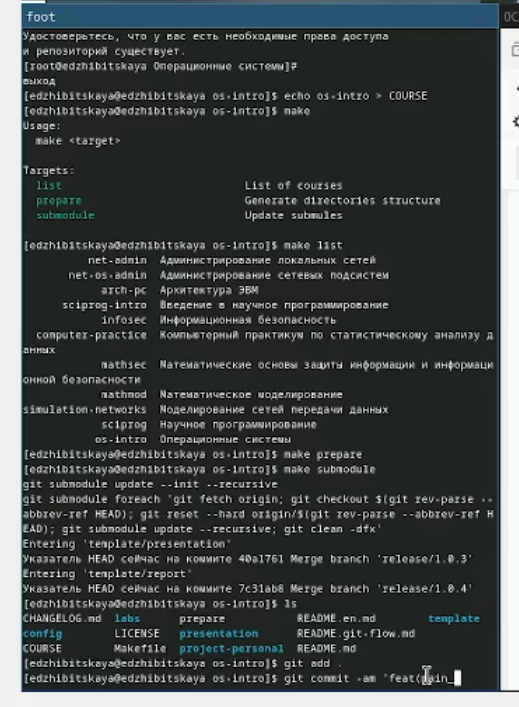 foot
Удостоверьтесь, что у вас есть необходимые права доступа
и репозиторий существует.
[root@edzhibitskaya Операционные системы]#
выход
[edzhibitskaya@edzhibitskaya os-intro]$ echo os-intro > COURSE
[edzhibitskaya@edzhibitskaya os-intro]$ make
Usage:
make <target>
Targets:
list List of courses
prepare Generate directories structure
submodule Update submules
[edzhibitskaya@edzhibitskaya os-intro]$ make list
net-admin Администрирование локальных сетей
net-os-admin Администрирование сетевых подсистем
arch-pc Архитектура ЭВМ
sciprog-intro Введение в научное программирование
infosec Информационная безопасность
computer-practice Компьютерный практикум по статистическому анализу д
анных
mathsec Математические основы защиты информации и информаци
онной безопасности
mathmod Математическое моделирование
simulation-networks Моделирование сетей передачи данных
sciprog Научное программирование
os-intro Операционные системы
[edzhibitskaya@edzhibitskaya os-intro]$ make prepare
[edzhibitskaya@edzhibitskaya os-intro]$ make submodule
git submodule update --init --recursive
git submodule foreach 'git fetch origin; git checkout $(git rev-parse --
abbrev-ref HEAD); git reset --hard origin/$(git rev-parse --abbrev-ref H
EAD); git submodule update --recursive; git clean -dfx'
Entering 'template/presentation'
Указатель HEAD сейчас на коммите 40a1761 Merge branch 'release/1.0.3'
Entering 'template/report'
Указатель HEAD сейчас на коммите 7c31ab8 Merge branch 'release/1.0.4'
[edzhibitskaya@edzhibitskaya os-intro]$ ls
CHANGELOG.md labs prepare README.en.md template
config LICENSE presentation README.git-flow.md
COURSE Makefile project-personal README.md
[edzhibitskaya@edzhibitskaya os-intro]$ git add .
[edzhibitskaya@edzhibitskaya os-intro]$ git commit -am 'feat(main_